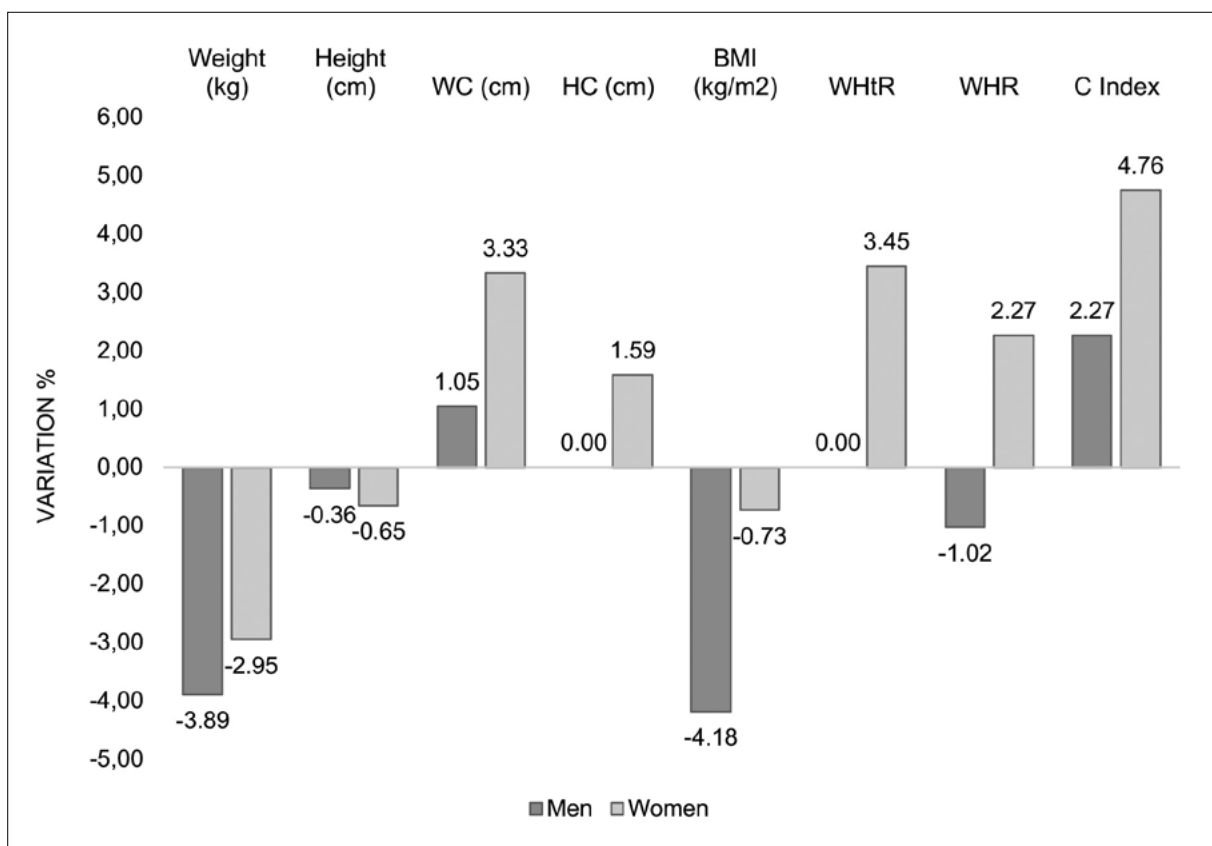 Weight
(kg)
Height
(cm)
WC (cm)
HC (cm)
BMI
(kg/m2)
WHtR
WHR
C Index
VARIATION %
6,00
5,00
4,00
3,00
2,00
1,00
0,00
-1,00
-2,00
-3,00
-4,00
-5,00
-3.89
-2.95
-0.36
-0.65
1.05
3.33
0.00
1.59
-4.18
-0.73
0.00
3.45
-1.02
2.27
2.27
4.76
Men
Women